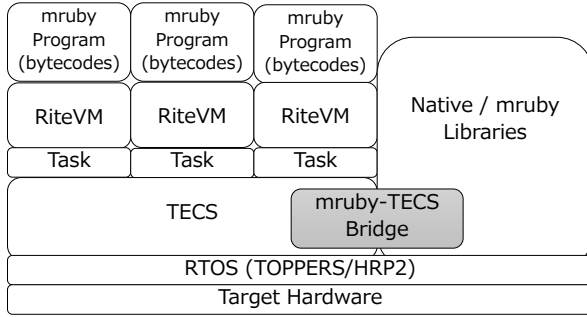 mruby
Program
(bytecodes)
mruby
Program
(bytecodes)
mruby
Program
(bytecodes)
RiteVM
RiteVM
RiteVM
Native / mruby
Libraries
Task
Task
Task
TECS
mruby-TECS
Bridge
RTOS (TOPPERS/HRP2)
Target Hardware